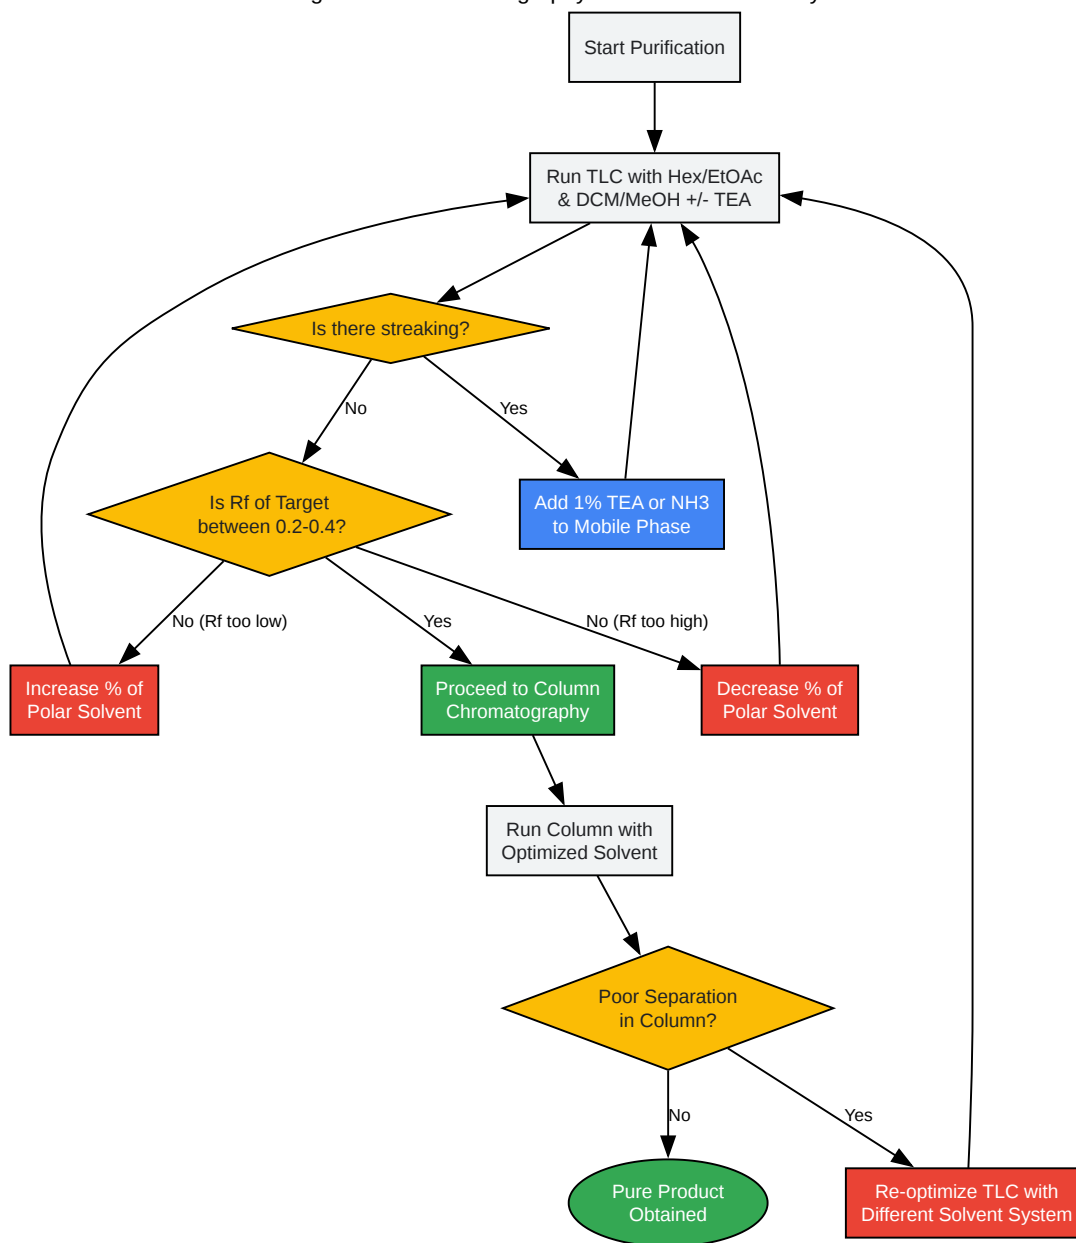 Start Purification
Run TLC with Hex/EtOAc
& DCM/MeOH +/- TEA
Is there streaking?
No
Yes
Is Rf of Target
between 0.2-0.4?
Add 1% TEA or NH3
to Mobile Phase
No (Rf too low)
Yes
No (Rf too high)
Increase % of
Polar Solvent
Proceed to Column
Chromatography
Decrease % of
Polar Solvent
Run Column with
Optimized Solvent
Poor Separation
in Column?
No
Yes
Pure Product
Obtained
Re-optimize TLC with
Different Solvent System